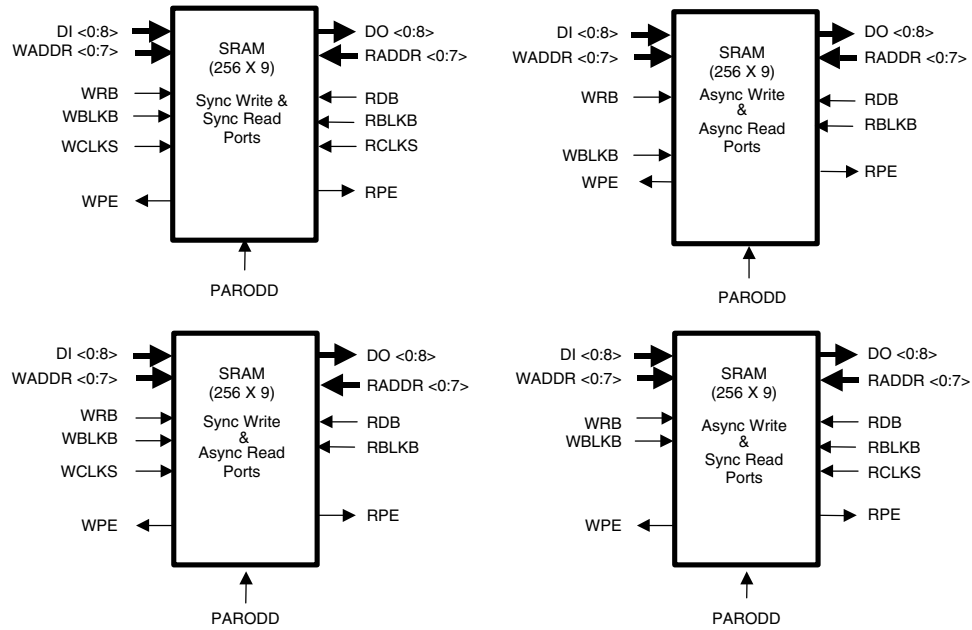 DI <0:8>
WADDR <0:7>
WRB
WBLKB
WCLKS
WPE
SRAM
(256 X 9)
Sync Write &
Sync Read
Ports
DO <0:8>
RADDR <0:7>
RDB
RBLKB
RCLKS
RPE
PARODD
DI <0:8>
WADDR <0:7>
WRB
WBLKB
WPE
SRAM
(256 X 9)
Async Write
&
Async Read
Ports
DO <0:8>
RADDR <0:7>
RDB
RBLKB
RPE
PARODD
DI <0:8>
WADDR <0:7>
WRB
WBLKB
WCLKS
WPE
SRAM
(256 X 9)
Sync Write
&
Async Read
Ports
DO <0:8>
RADDR <0:7>
RDB
RBLKB
RPE
PARODD
DI <0:8>
WADDR <0:7>
WRB
WBLKB
WPE
SRAM
(256 X 9)
Async Write
&
Sync Read
Ports
DO <0:8>
RADDR <0:7>
RDB
RBLKB
RCLKS
RPE
PARODD